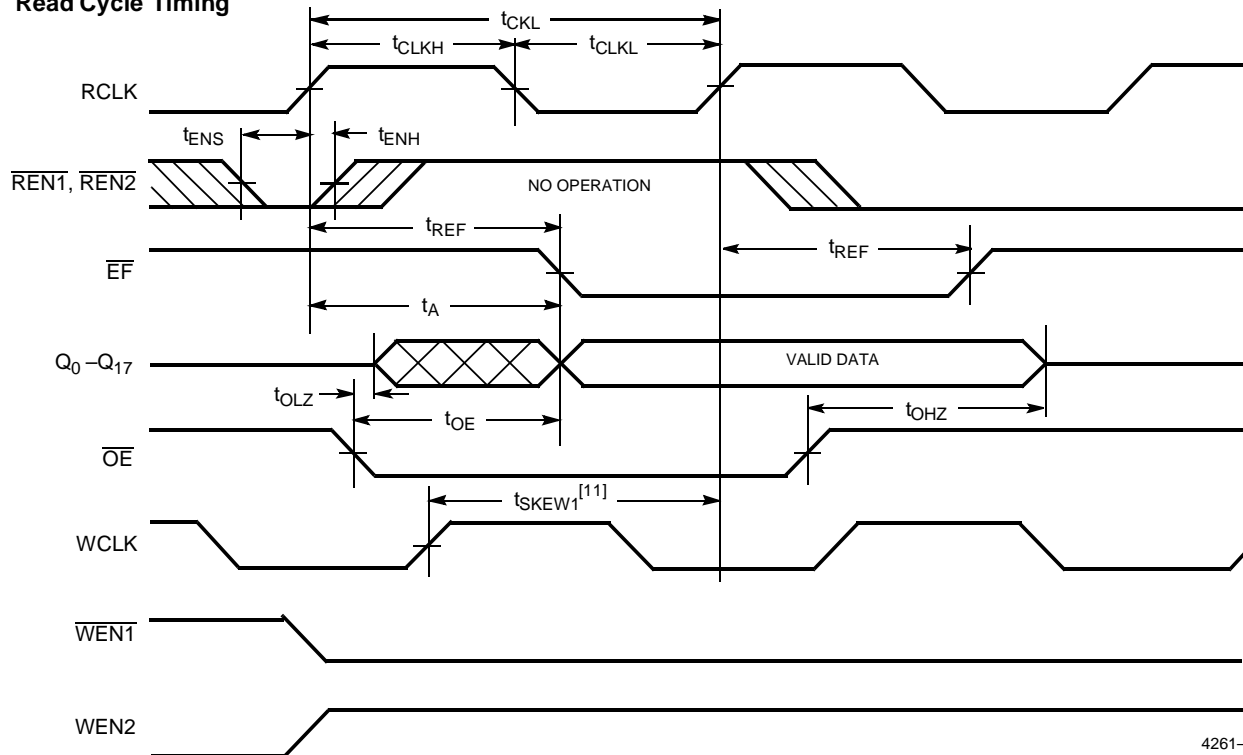 Read Cycle Timing
tCKL
tCLKH
tCLKL
RCLK
tENS
tENH
REN1, REN2
NO OPERATION
tREF
tREF
EF
tA
Q0 –Q17
VALID DATA
tOLZ
tOE
tOHZ
OE
tSKEW1[11]
WCLK
WEN1
WEN2
4261–